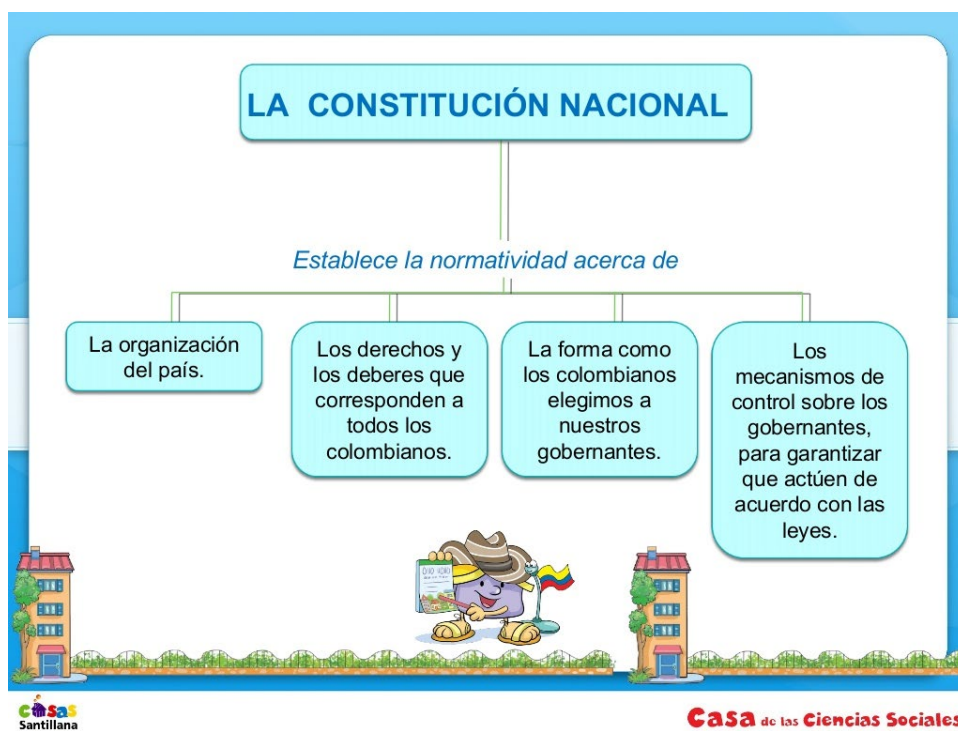 LA CONSTITUCIÓN NACIONAL
Establece la normatividad acerca de
La organización
del país.
Los derechos y
los deberes que
corresponden a
todos los
colombianos.
La forma como
los colombianos
elegimos a
nuestros
gobernantes.
Los
mecanismos de
control sobre los
gobernantes,
para garantizar
que actúen de
acuerdo con las
leyes.
casas
Santillana
Casa de las Ciencias Sociales